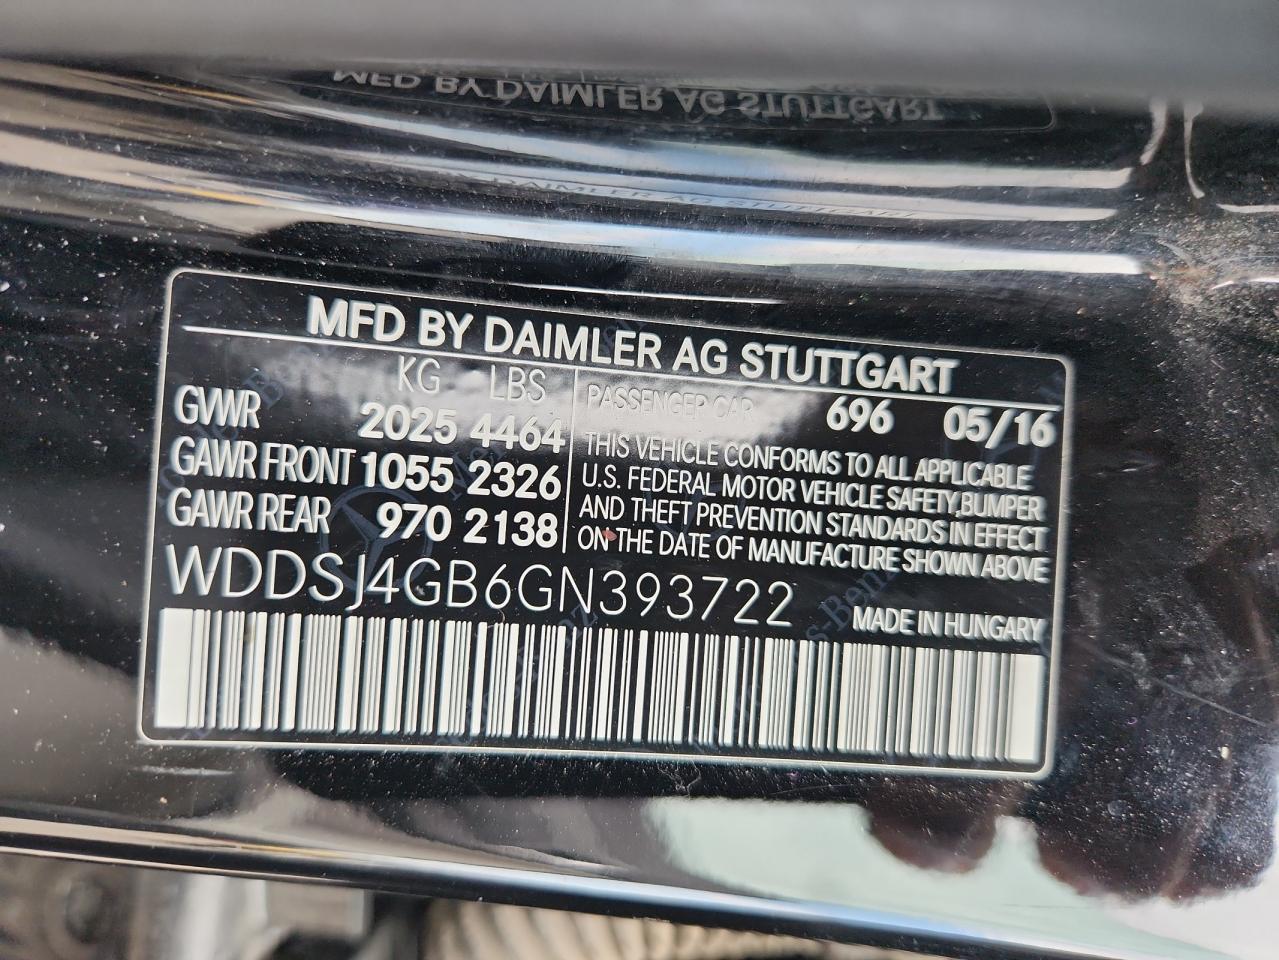 MFD BY DAIMLER AG STUTTGART
MFD BY DAIMLER AG STUTTGART
KG LBS
GVWR 2025 4464
GAWR FRONT 1055 2326
GAWR REAR 970 2138
PASSENGER CAR 696 05/16
THIS VEHICLE CONFORMS TO ALL APPLICABLE
U.S. FEDERAL MOTOR VEHICLE SAFETY,BUMPER
AND THEFT PREVENTION STANDARDS IN EFFECT
ON THE DATE OF MANUFACTURE SHOWN ABOVE
WDDSJ4GB6GN393722
MADE IN HUNGARY